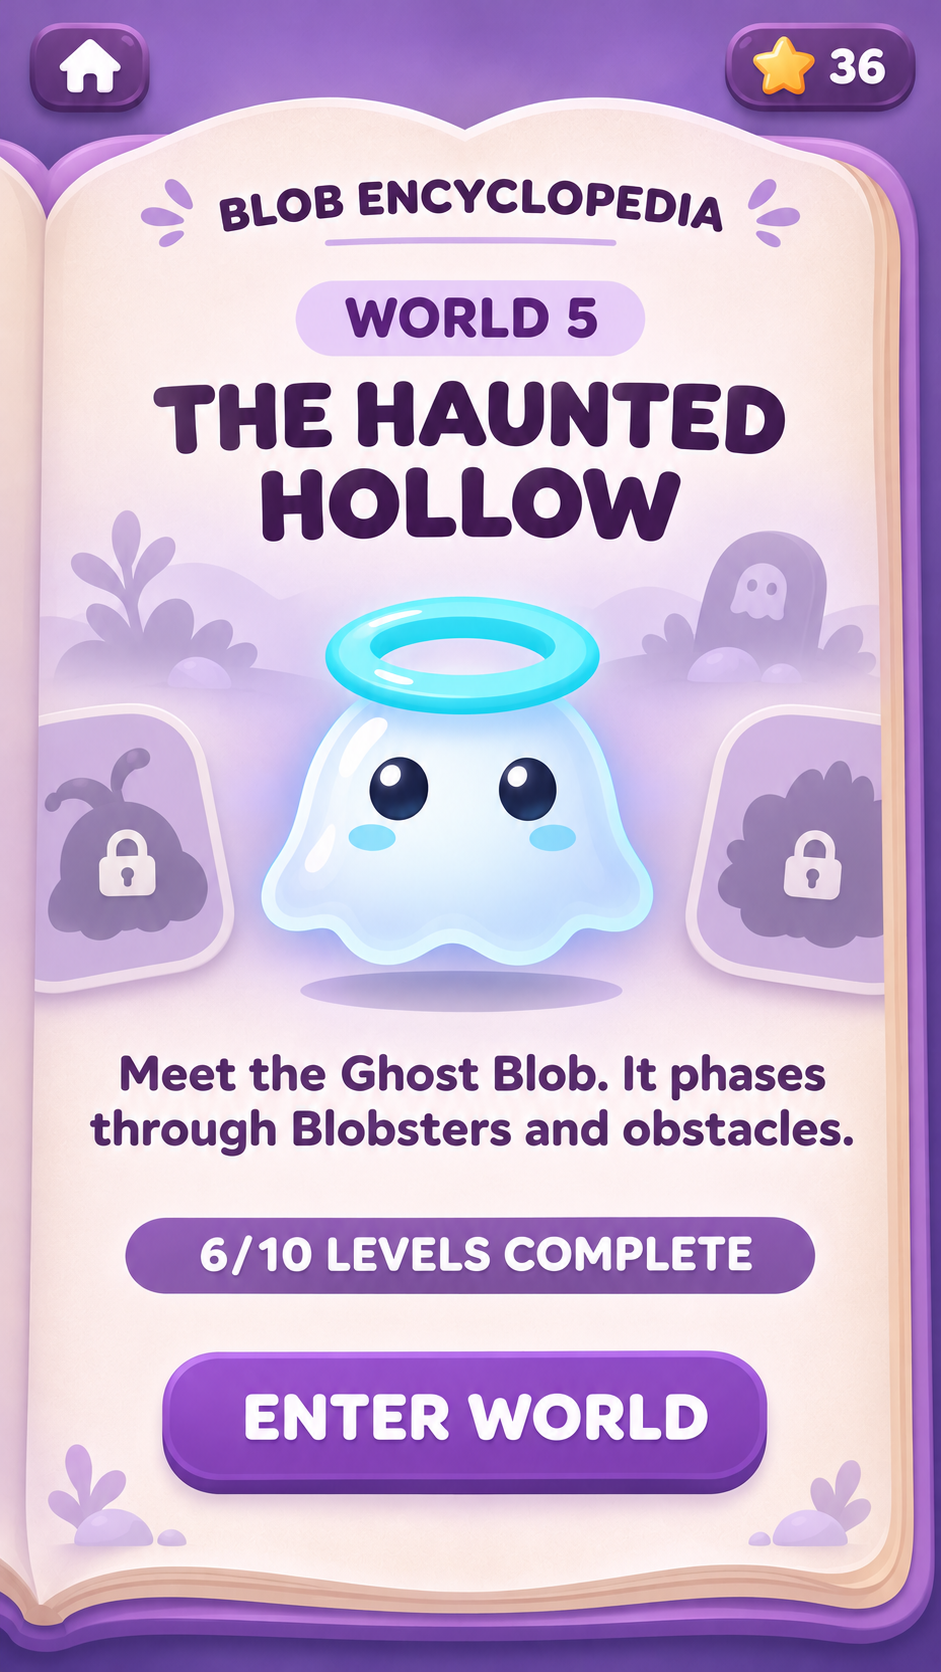 36
BLOB ENCYCLOPEDIA
WORLD 5
THE HAUNTED
HOLLOW
Meet the Ghost Blob. It phases
through Blobsters and obstacles.
6/10 LEVELS COMPLETE
ENTER WORLD